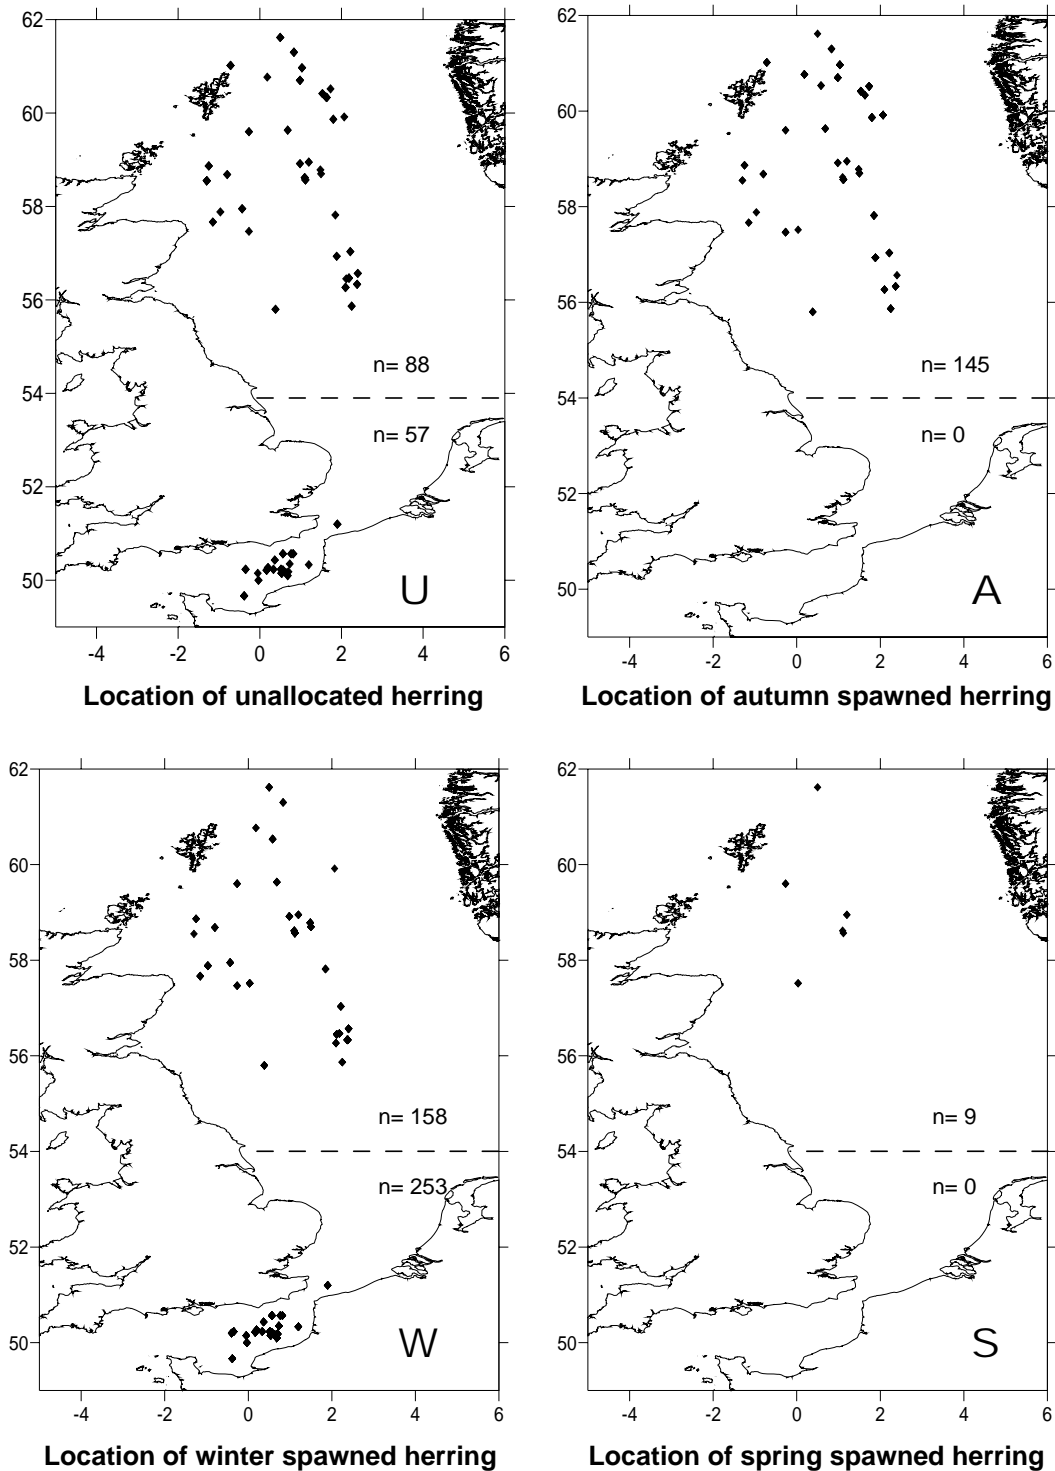 62
60
58
56
54
52
50
n= 88
n= 57
U
-4 -2 0 2 4 6
Location of unallocated herring
62
60
58
56
54
52
50
n= 145
n= 0
A
-4 -2 0 2 4 6
Location of autumn spawned herring
62
60
58
56
54
52
50
n= 158
n= 253
W
-4 -2 0 2 4 6
Location of winter spawned herring
62
60
58
56
54
52
50
n= 9
n= 0
S
-4 -2 0 2 4 6
Location of spring spawned herring